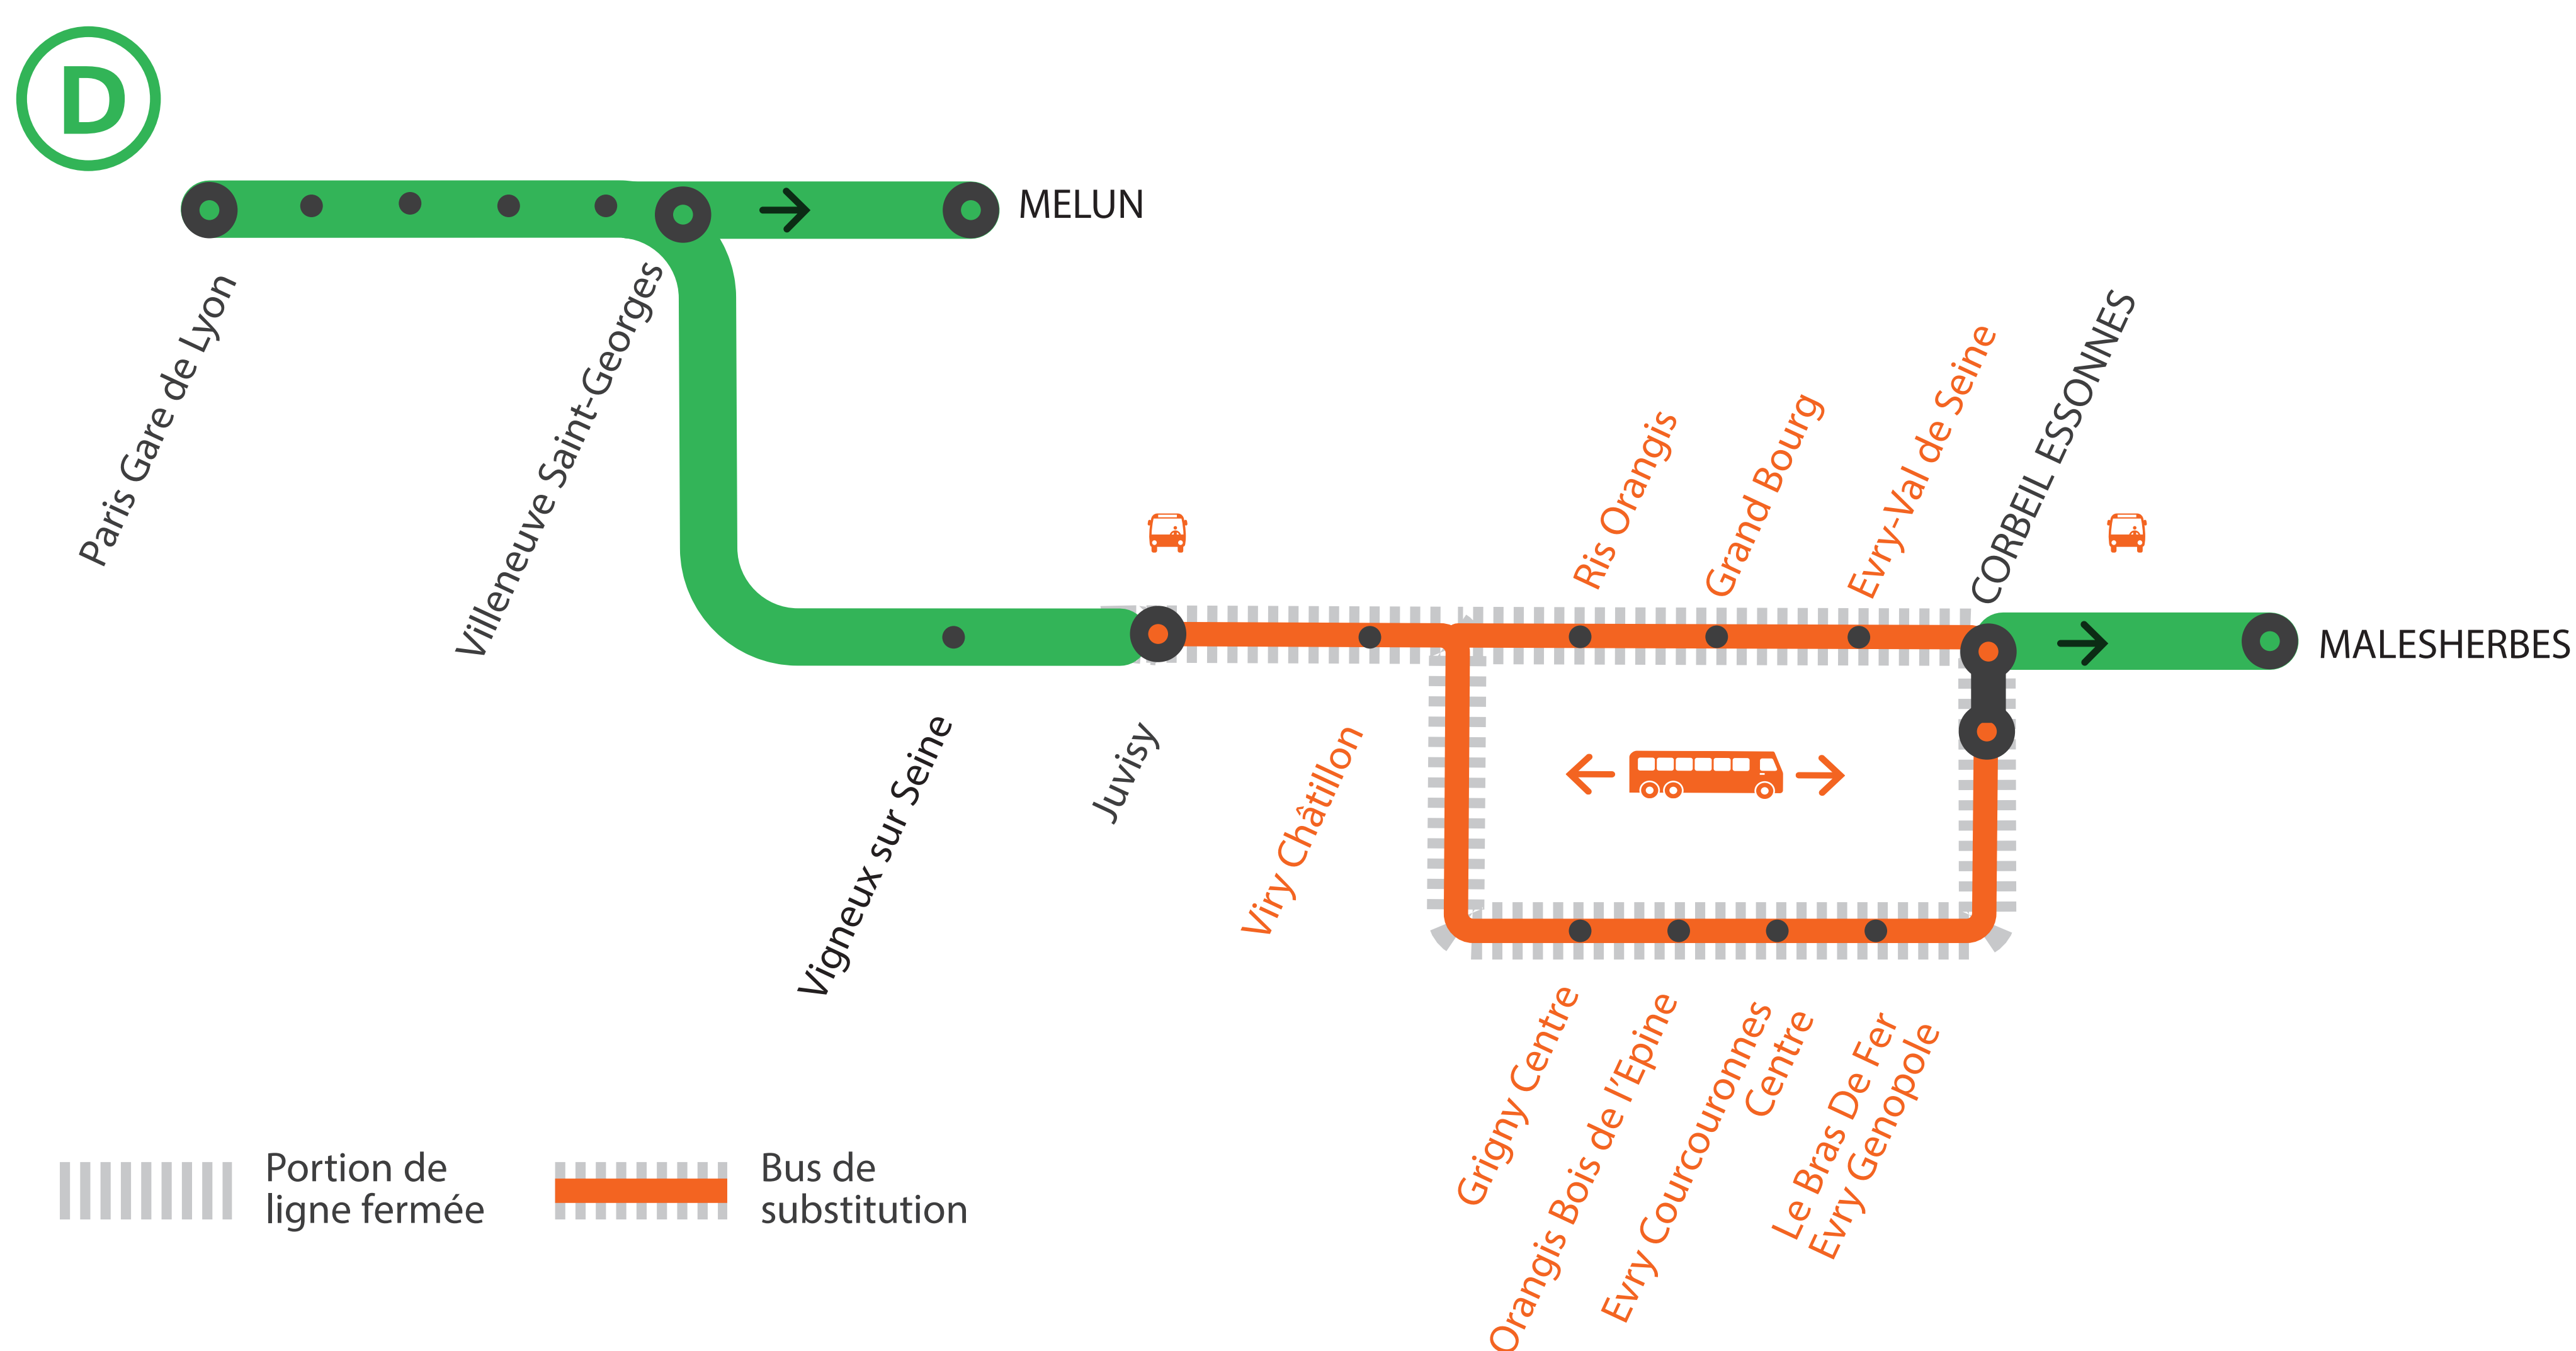 D
MELUN
Paris Gare de Lyon
Villeneuve Saint-Georges
Vigneux sur Seine
Juvisy
Viry Châtillon
Ris Orangis
Grand Bourg
Evry-Val de Seine
CORBEIL ESSONNES
MALESHERBES
Grigny Centre
Orangis Bois de l'Epine
Evry Courcouronnes
Centre
Le Bras De Fer
Evry Genopole
Portion de
ligne fermée
Bus de
substitution